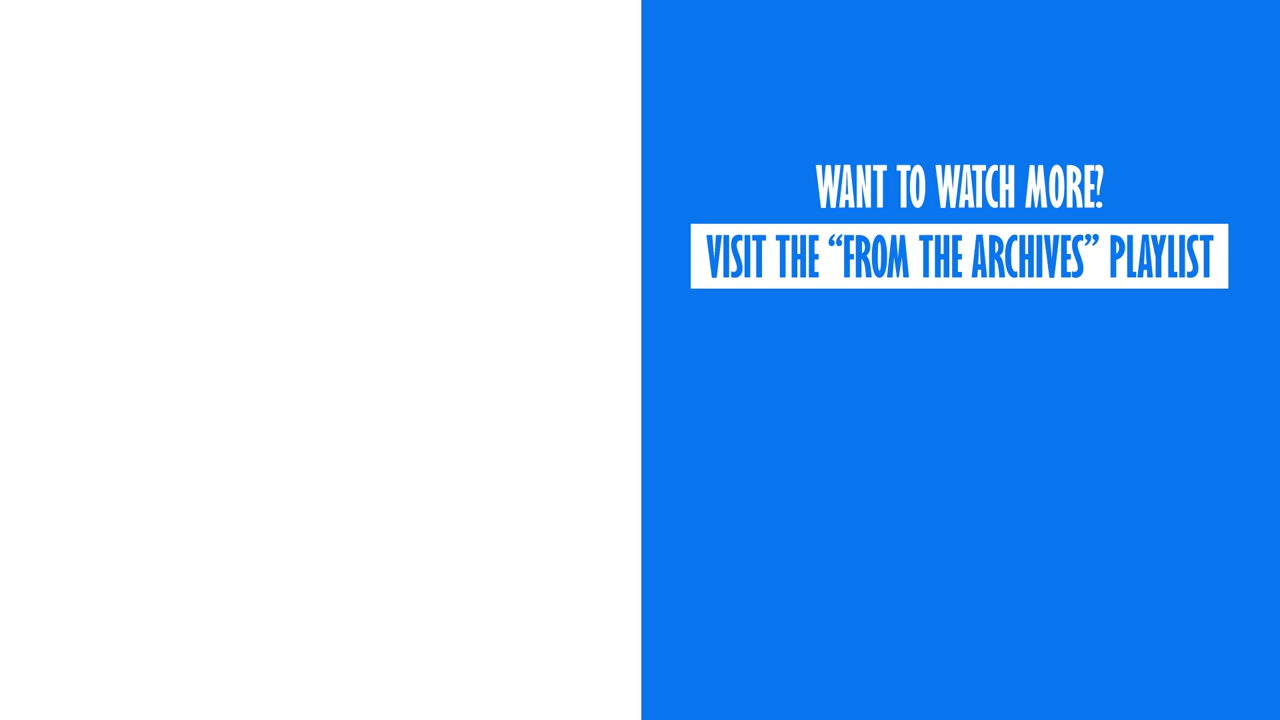 WANT TO WATCH MORE?
VISIT THE “FROM THE ARCHIVES” PLAYLIST